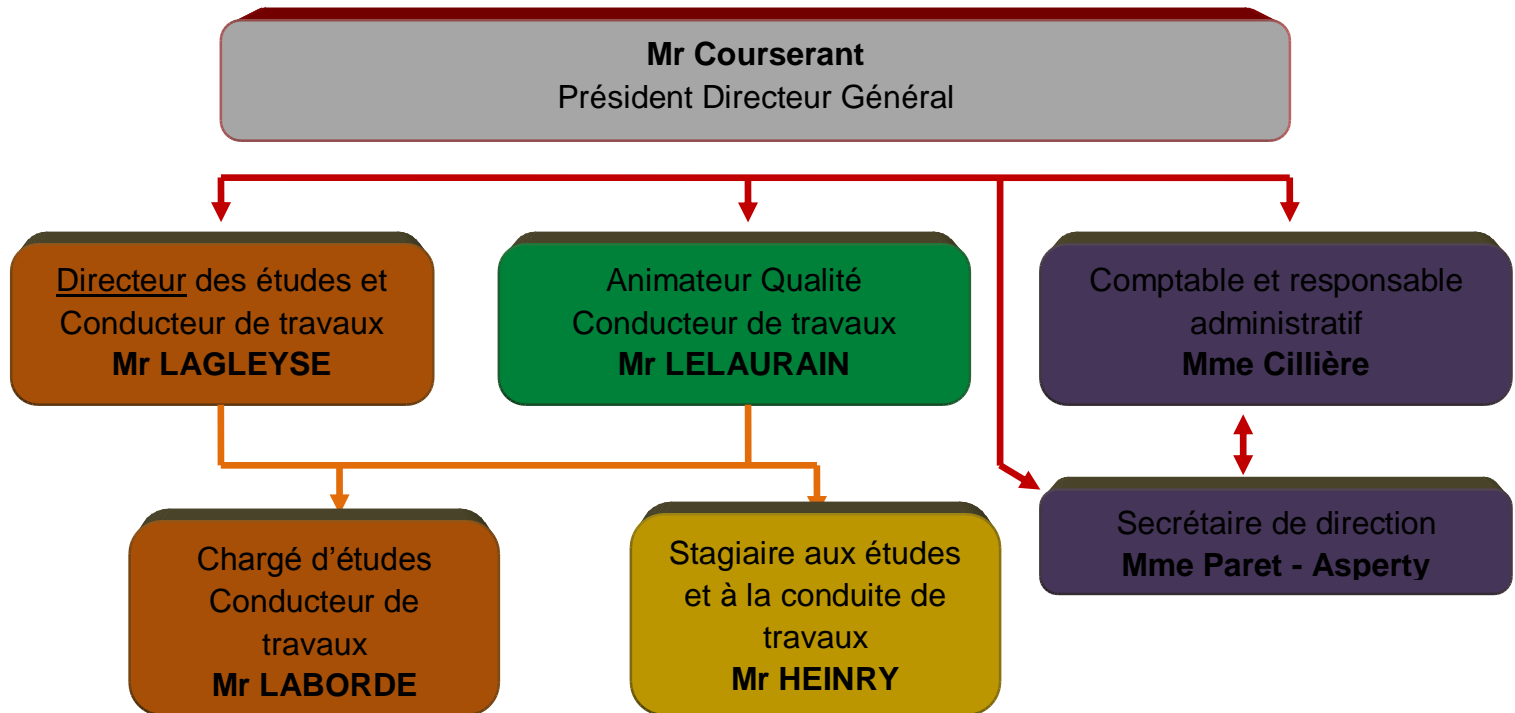 Mr Courserant
Président Directeur Général
Directeur des études et
Conducteur de travaux
Mr LAGLEYSE
Animateur Qualité
Conducteur de travaux
Mr LELAURAIN
Comptable et responsable
administratif
Mme Cillière
Chargé d’études
Conducteur de
travaux
Mr LABORDE
Stagiaire aux études
et à la conduite de
travaux
Mr HEINRY
Secrétaire de direction
Mme Paret - Asperty